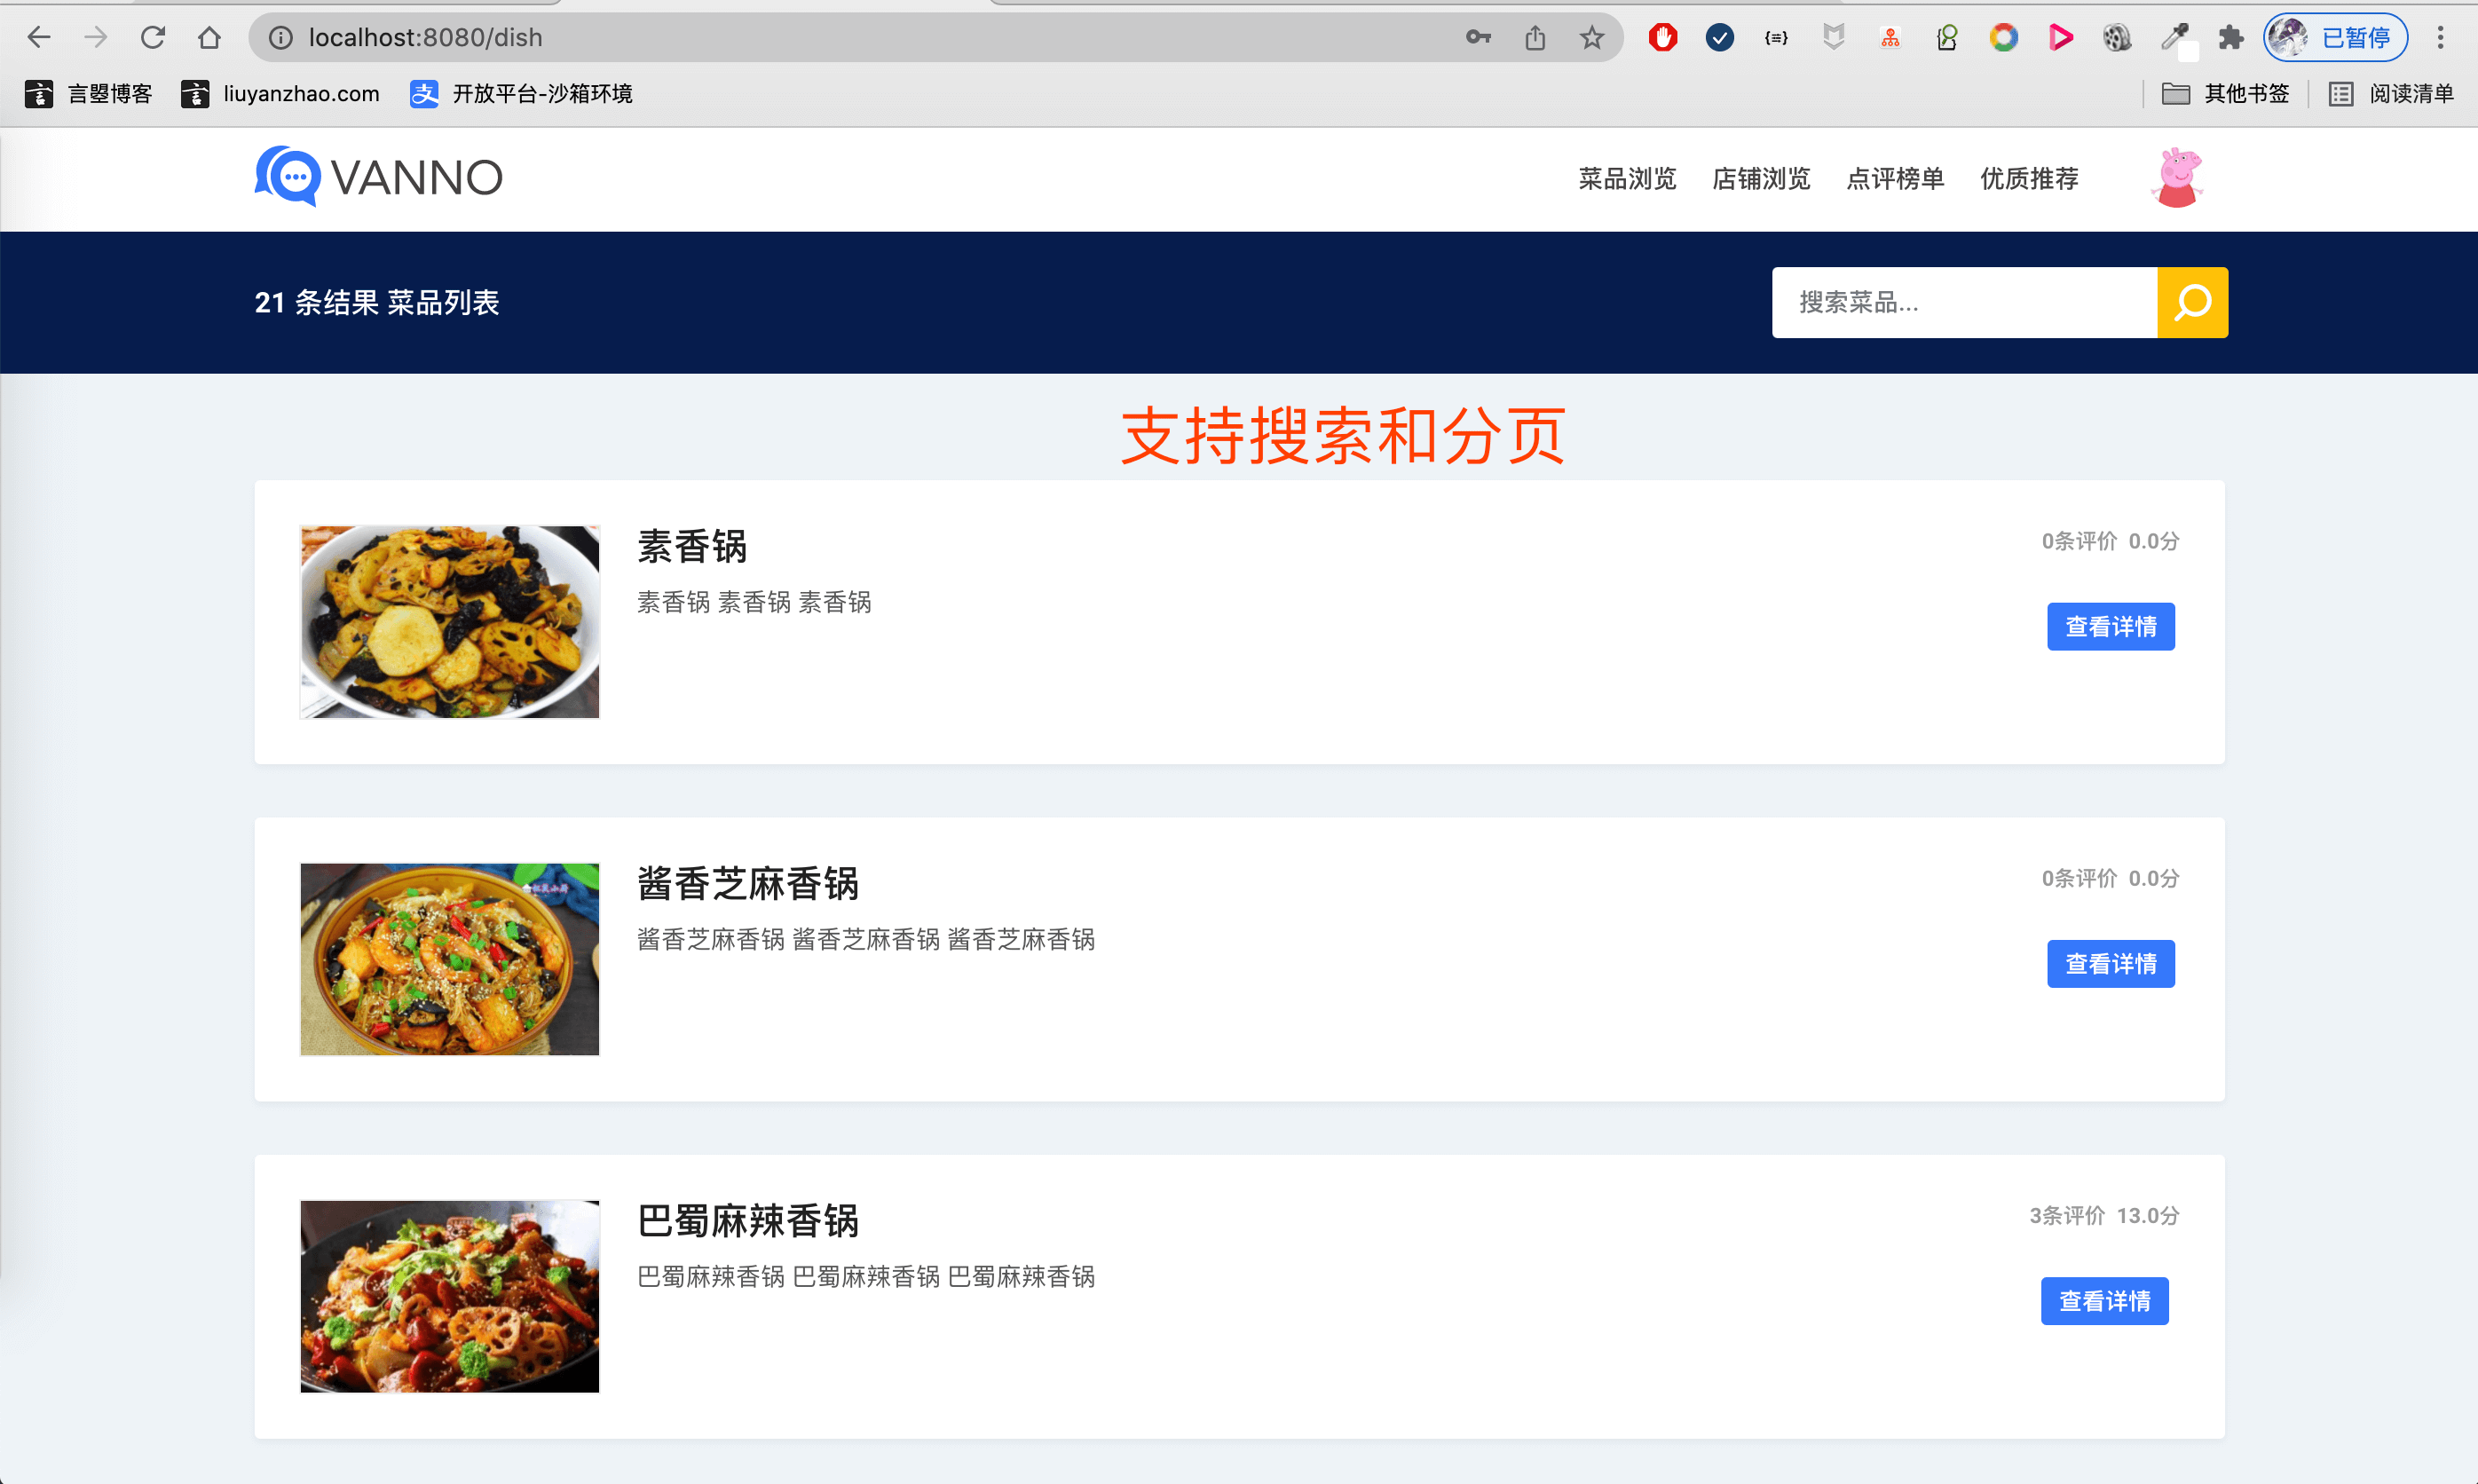 localhost:8080/dish
已暂停
言曌博客
liuyanzhao.com
开放平台-沙箱环境
其他书签
阅读清单
VANNO
菜品浏览
店铺浏览
点评榜单
优质推荐
21 条结果 菜品列表
搜索菜品...
支持搜索和分页
素香锅
0条评价 0.0分
素香锅 素香锅 素香锅
查看详情
酱香芝麻香锅
0条评价 0.0分
酱香芝麻香锅 酱香芝麻香锅 酱香芝麻香锅
查看详情
巴蜀麻辣香锅
3条评价 13.0分
巴蜀麻辣香锅 巴蜀麻辣香锅 巴蜀麻辣香锅
查看详情